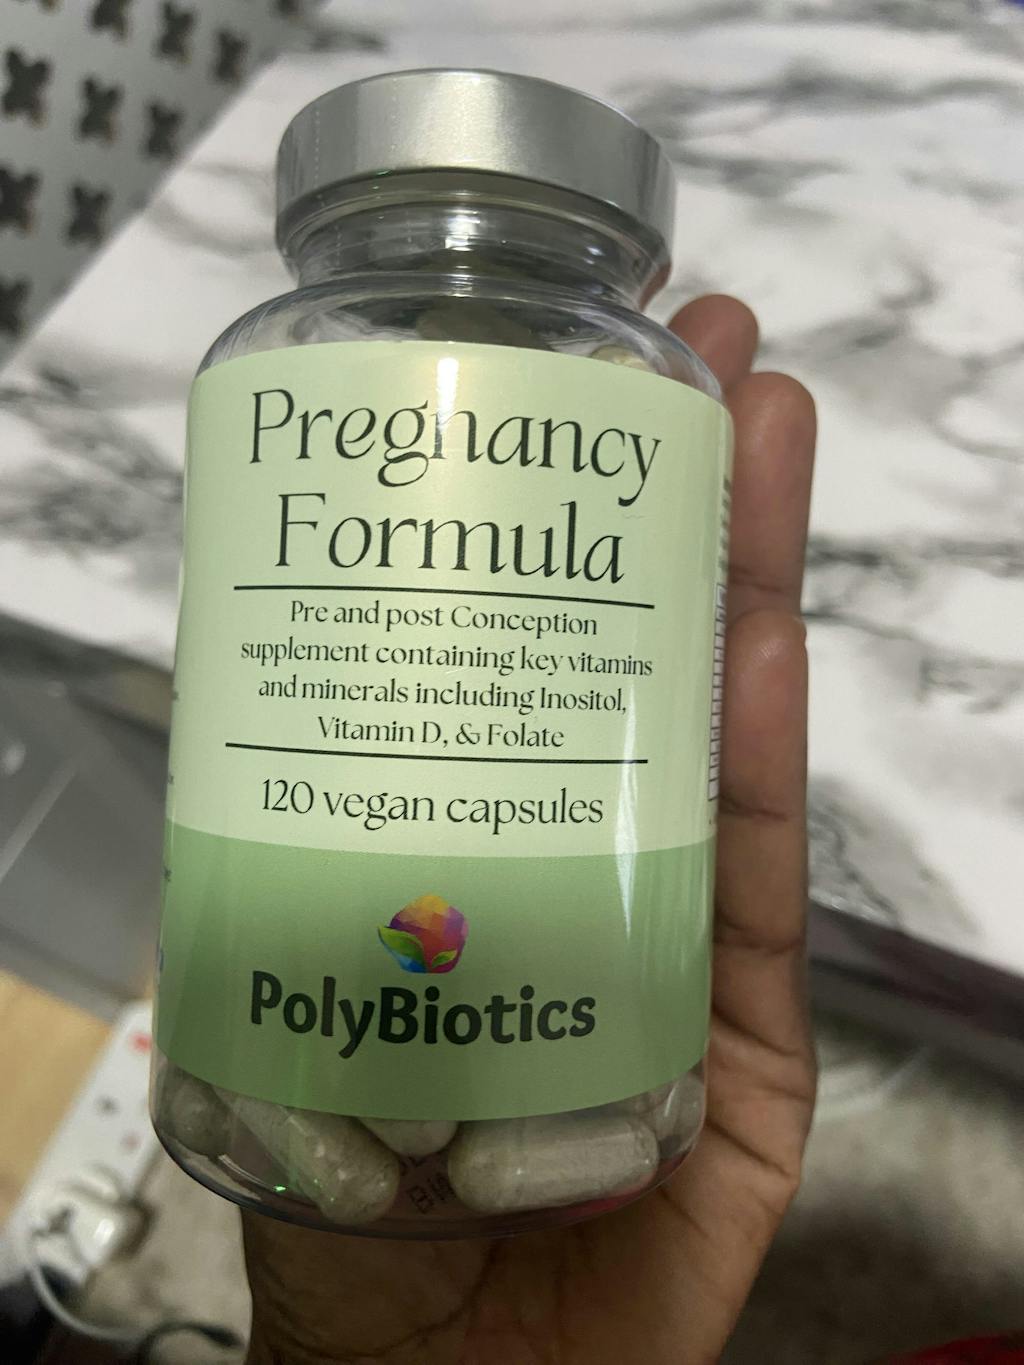 Pregnancy
Formula
Pre and post Conception
supplement containing key vitamins
and minerals including Inositol,
Vitamin D, & Folate
120 vegan capsules
PolyBiotics